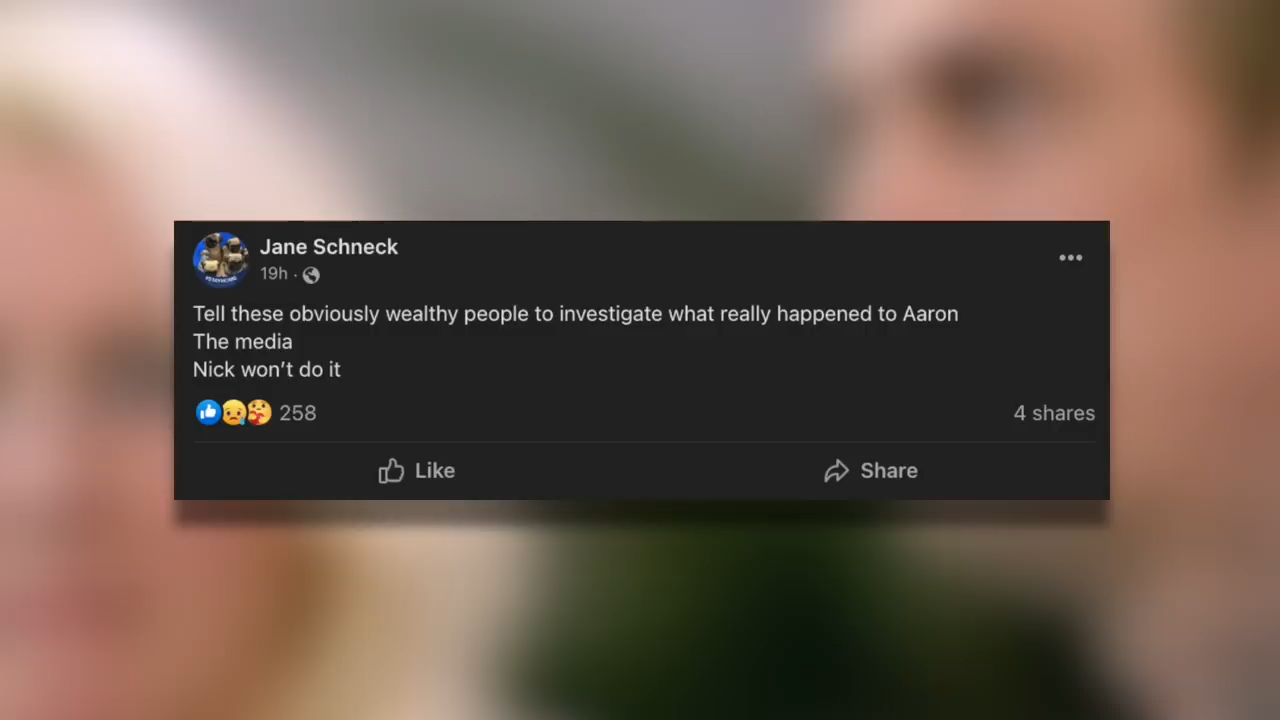 Jane Schneck
19h ·
Tell these obviously wealthy people to investigate what really happened to Aaron
The media
Nick won't do it
258
4 shares
Like
Share